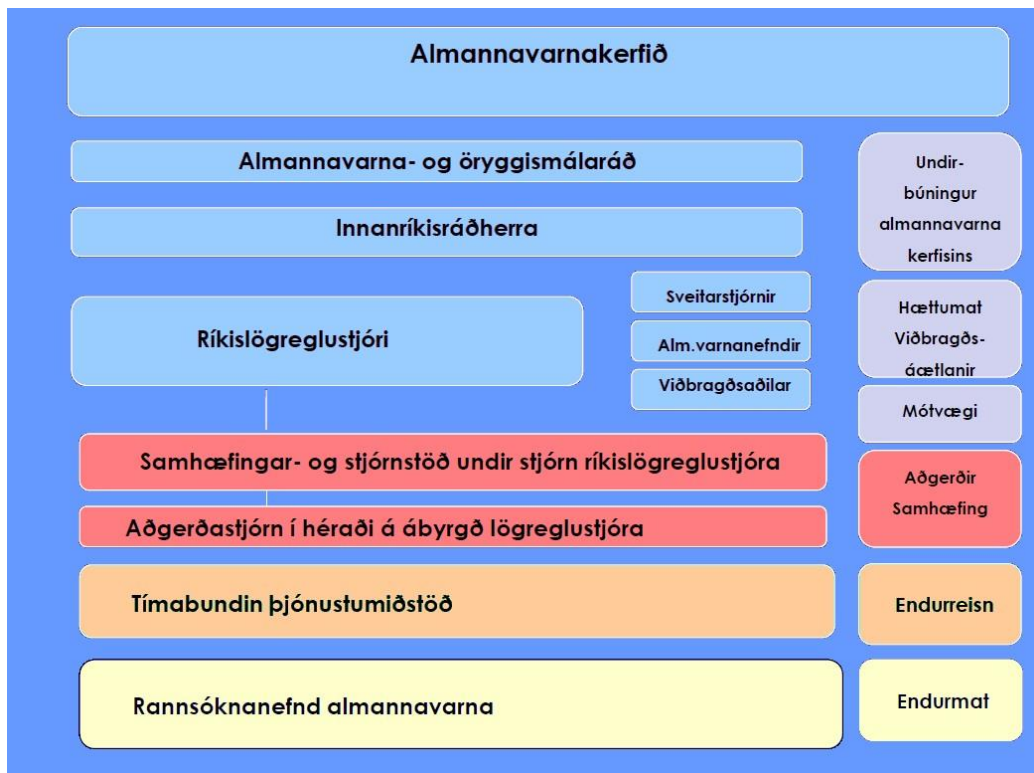 Almannavarnakerfið
Almannavarna- og öryggismálaráð
Innanríkisráðherra
Ríkislögreglustjóri
Sveitarstjórnir
Alm.varnanefndir
Viðbragðsaðilar
Samhæfingar- og stjórnstöð undir stjórn ríkislögreglustjóra
Aðgerðastjórn í héraði á ábyrgð lögreglustjóra
Tímabundin þjónustumiðstöð
Rannsóknanefnd almannavarna
Undir-
búningur
almannavarna
kerfisins
Hættumat
Viðbragðs-
áætlanir
Mótvægi
Aðgerðir
Samhæfing
Endurreisn
Endurmat